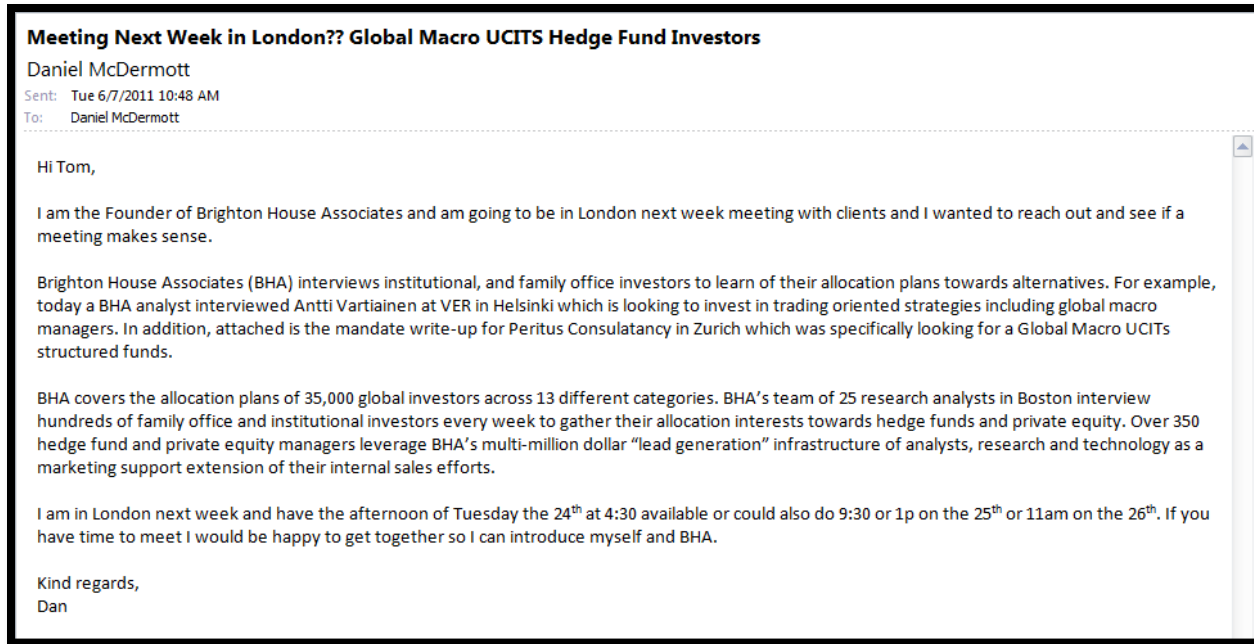 Meeting Next Week in London?? Global Macro UCITS Hedge Fund Investors
Daniel McDermott
Sent: Tue 6/7/2011 10:48 AM
To: Daniel McDermott
Hi Tom,
I am the Founder of Brighton House Associates and am going to be in London next week meeting with clients and I wanted to reach out and see if a
meeting makes sense.
Brighton House Associates (BHA) interviews institutional, and family office investors to learn of their allocation plans towards alternatives. For example,
today a BHA analyst interviewed Antti Vartiainen at VER in Helsinki which is looking to invest in trading oriented strategies including global macro
managers. In addition, attached is the mandate write-up for Peritus Consulatancy in Zurich which was specifically looking for a Global Macro UCITs
structured funds.
BHA covers the allocation plans of 35,000 global investors across 13 different categories. BHA’s team of 25 research analysts in Boston interview
hundreds of family office and institutional investors every week to gather their allocation interests towards hedge funds and private equity. Over 350
hedge fund and private equity managers leverage BHA’s multi-million dollar “lead generation” infrastructure of analysts, research and technology as a
marketing support extension of their internal sales efforts.
I am in London next week and have the afternoon of Tuesday the 24th at 4:30 available or could also do 9:30 or 1p on the 25th or 11am on the 26th. If you
have time to meet I would be happy to get together so I can introduce myself and BHA.
Kind regards,
Dan